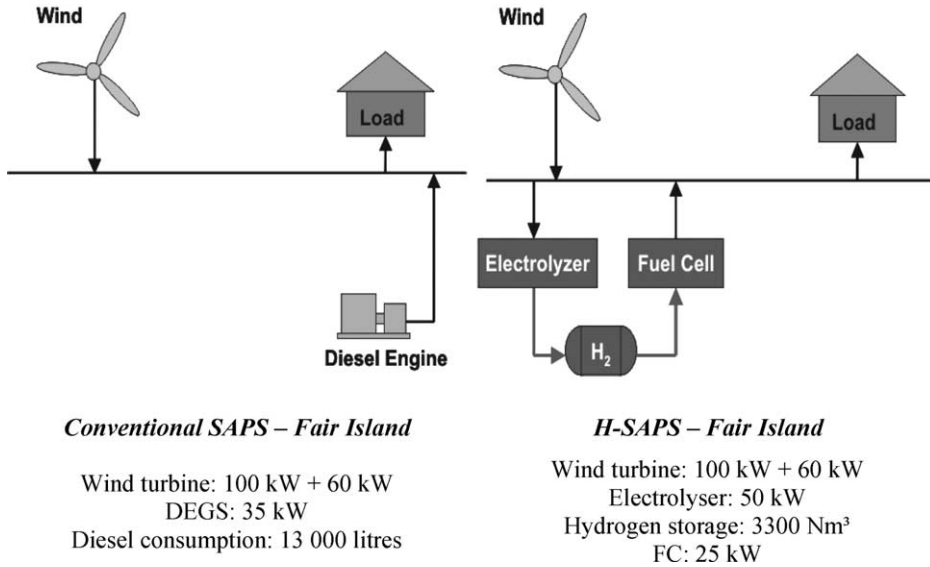 Wind
Load
Diesel Engine
Conventional SAPS – Fair Island
Wind turbine: 100 kW + 60 kW
DEGS: 35 kW
Diesel consumption: 13 000 litres
Wind
Load
Electrolyzer
Fuel Cell
H₂
H-SAPS – Fair Island
Wind turbine: 100 kW + 60 kW
Electrolyser: 50 kW
Hydrogen storage: 3300 Nm³
FC: 25 kW